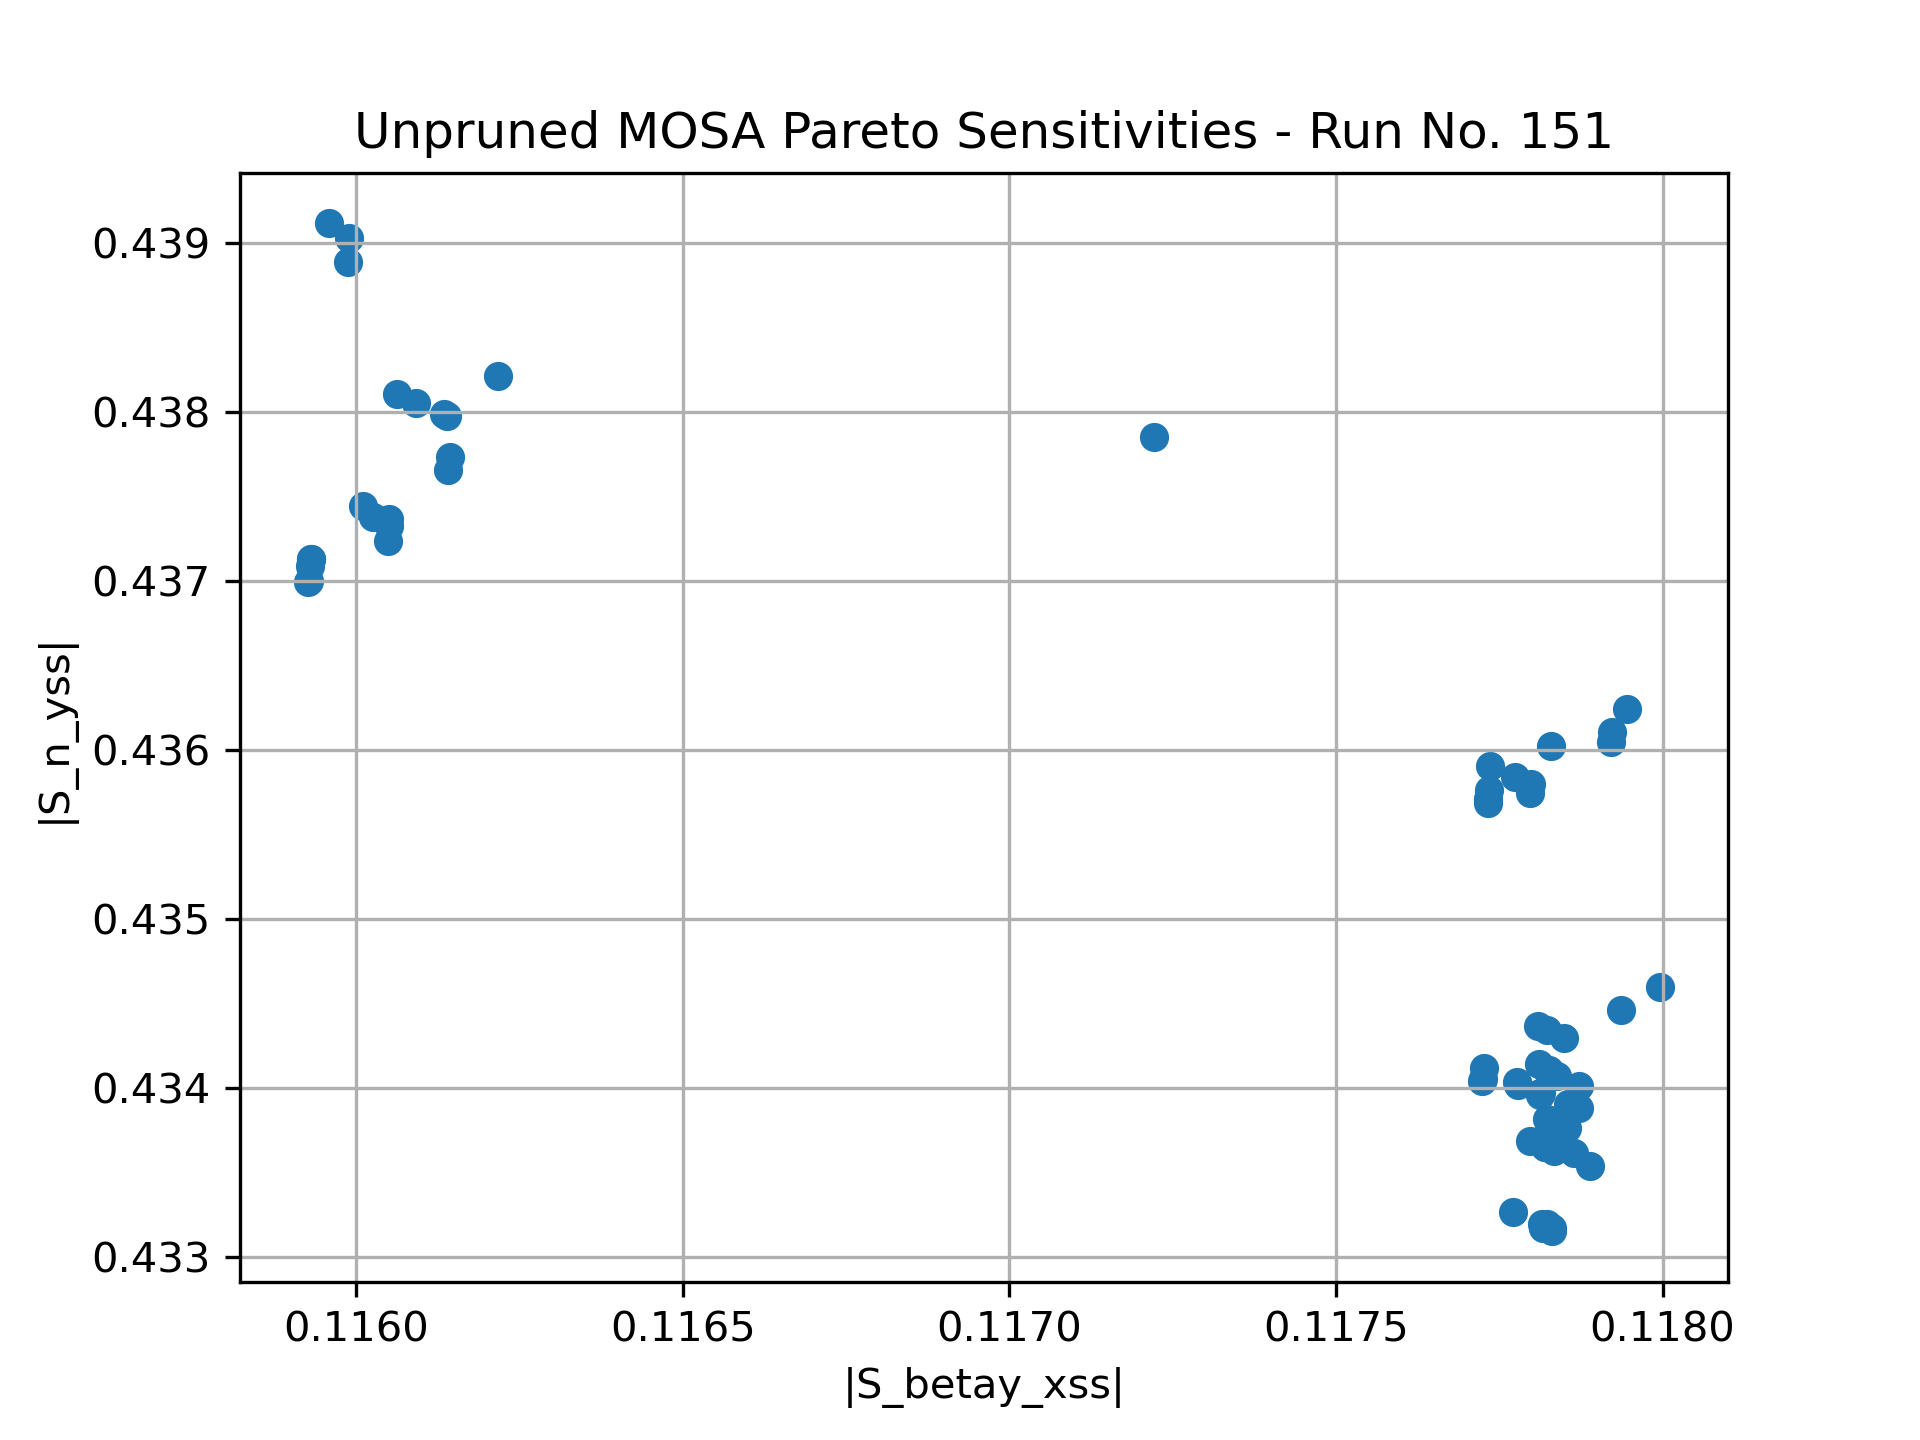 Unpruned MOSA Pareto Sensitivities - Run No. 151
0.439
0.438
0.437
0.436
0.435
0.434
0.433
|S_n_yss|
0.1160 0.1165 0.1170 0.1175 0.1180
|S_betay_xss|